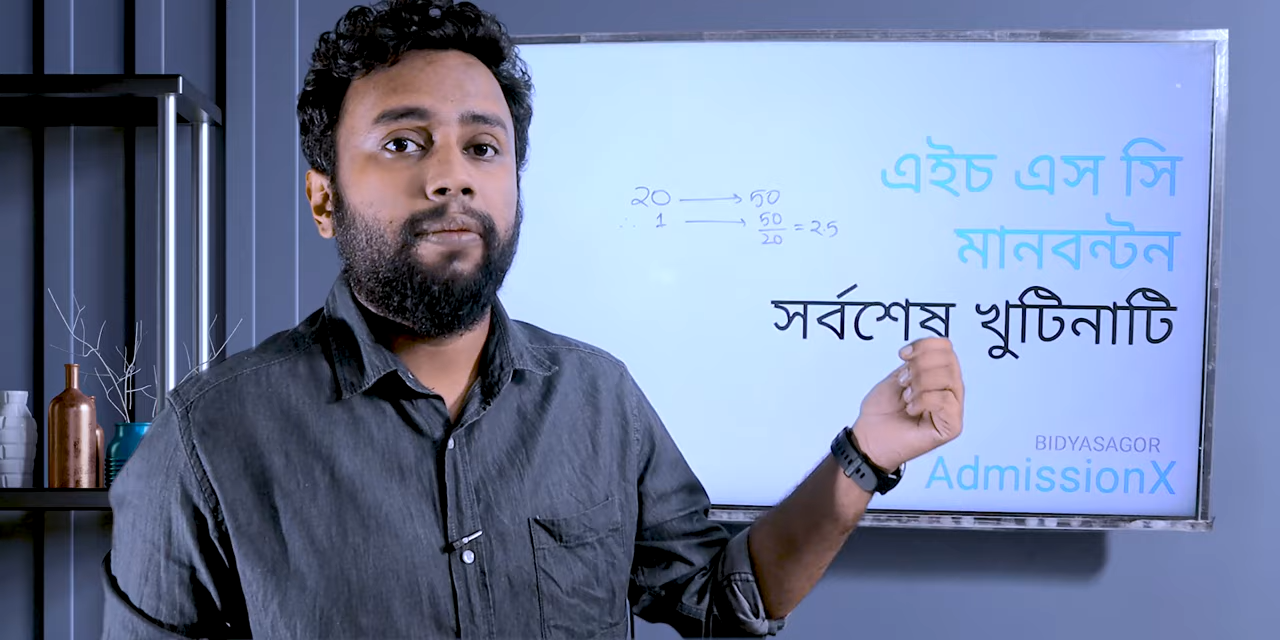 20 → 50
∴ 1 → 50/20 = 2.5
এইচ এস সি
মানবন্টন
সর্বশেষ খুটিনাটি
BIDYASAGOR
AdmissionX